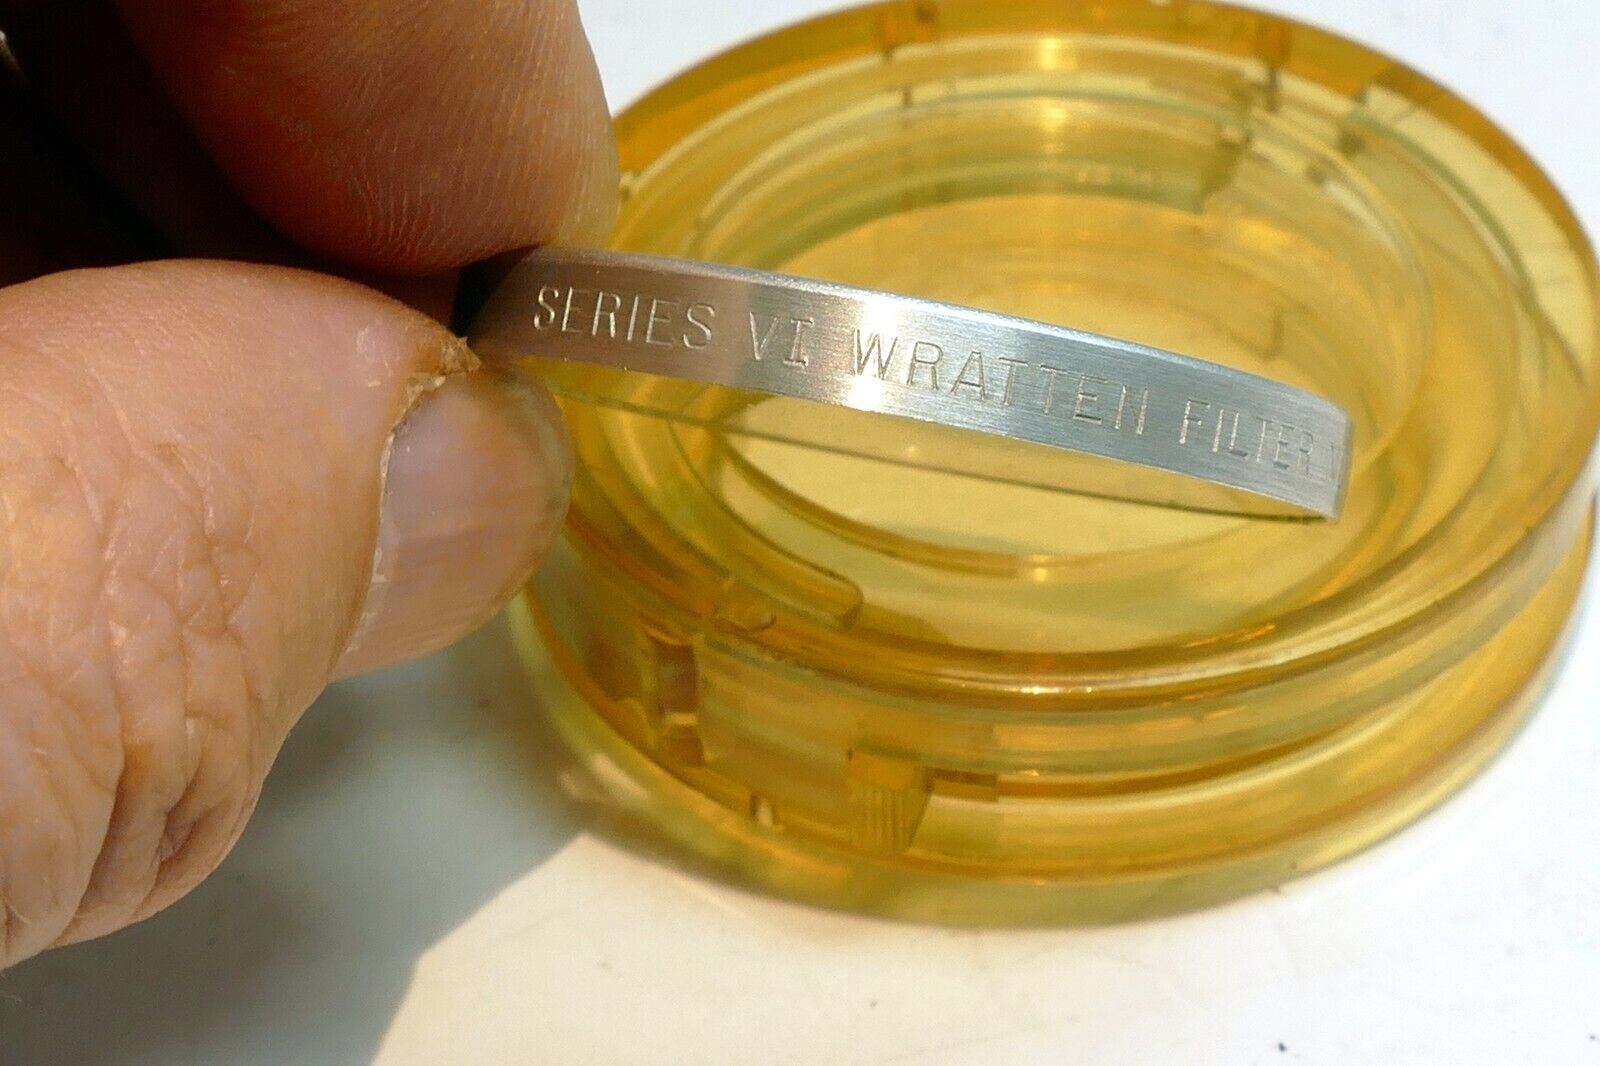 SERIES VI WRATTEN FILTER